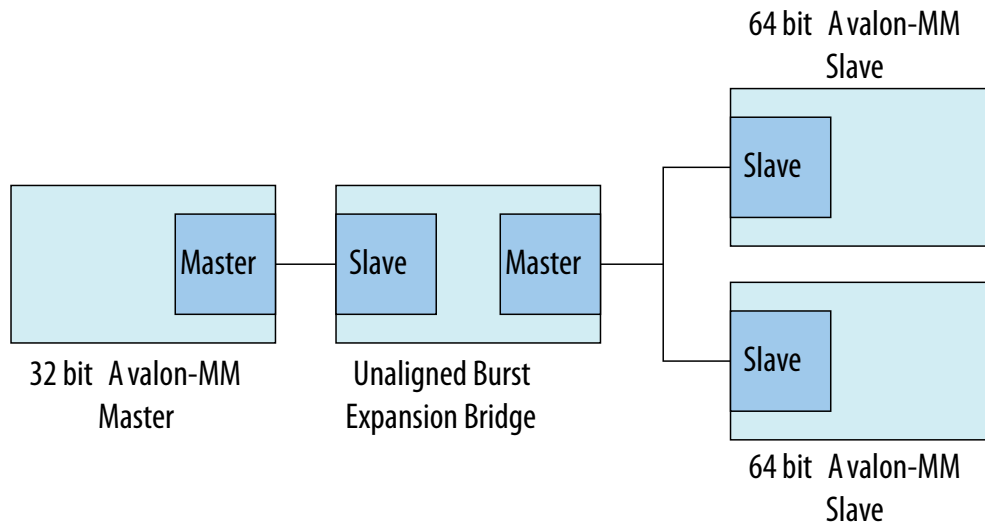 64 bit A valon-MM
Slave
Slave
Master
Slave
Master
Slave
32 bit A valon-MM
Master
Unaligned Burst
Expansion Bridge
64 bit A valon-MM
Slave